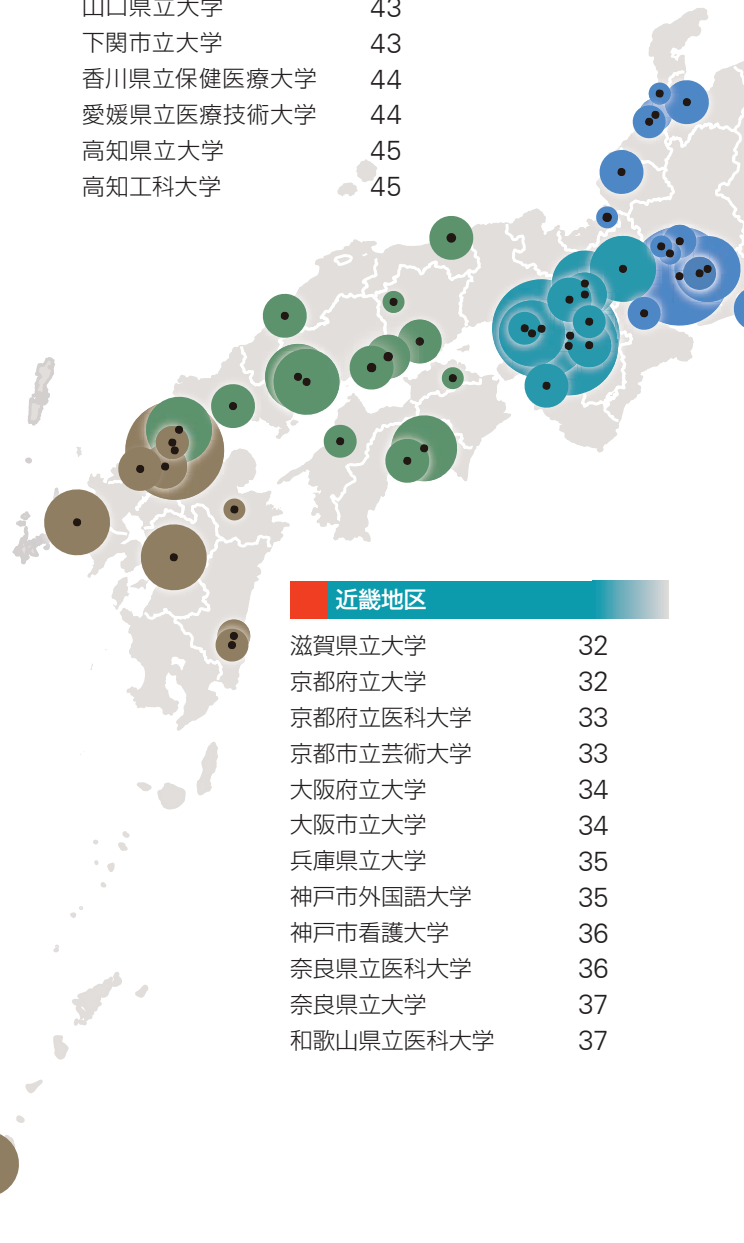 山口県立大学 43
下関市立大学 43
香川県立保健医療大学 44
愛媛県立医療技術大学 44
高知県立大学 45
高知工科大学 45
近畿地区
滋賀県立大学 32
京都府立大学 32
京都府立医科大学 33
京都市立芸術大学 33
大阪府立大学 34
大阪市立大学 34
兵庫県立大学 35
神戸市外国語大学 35
神戸市看護大学 36
奈良県立医科大学 36
奈良県立大学 37
和歌山県立医科大学 37